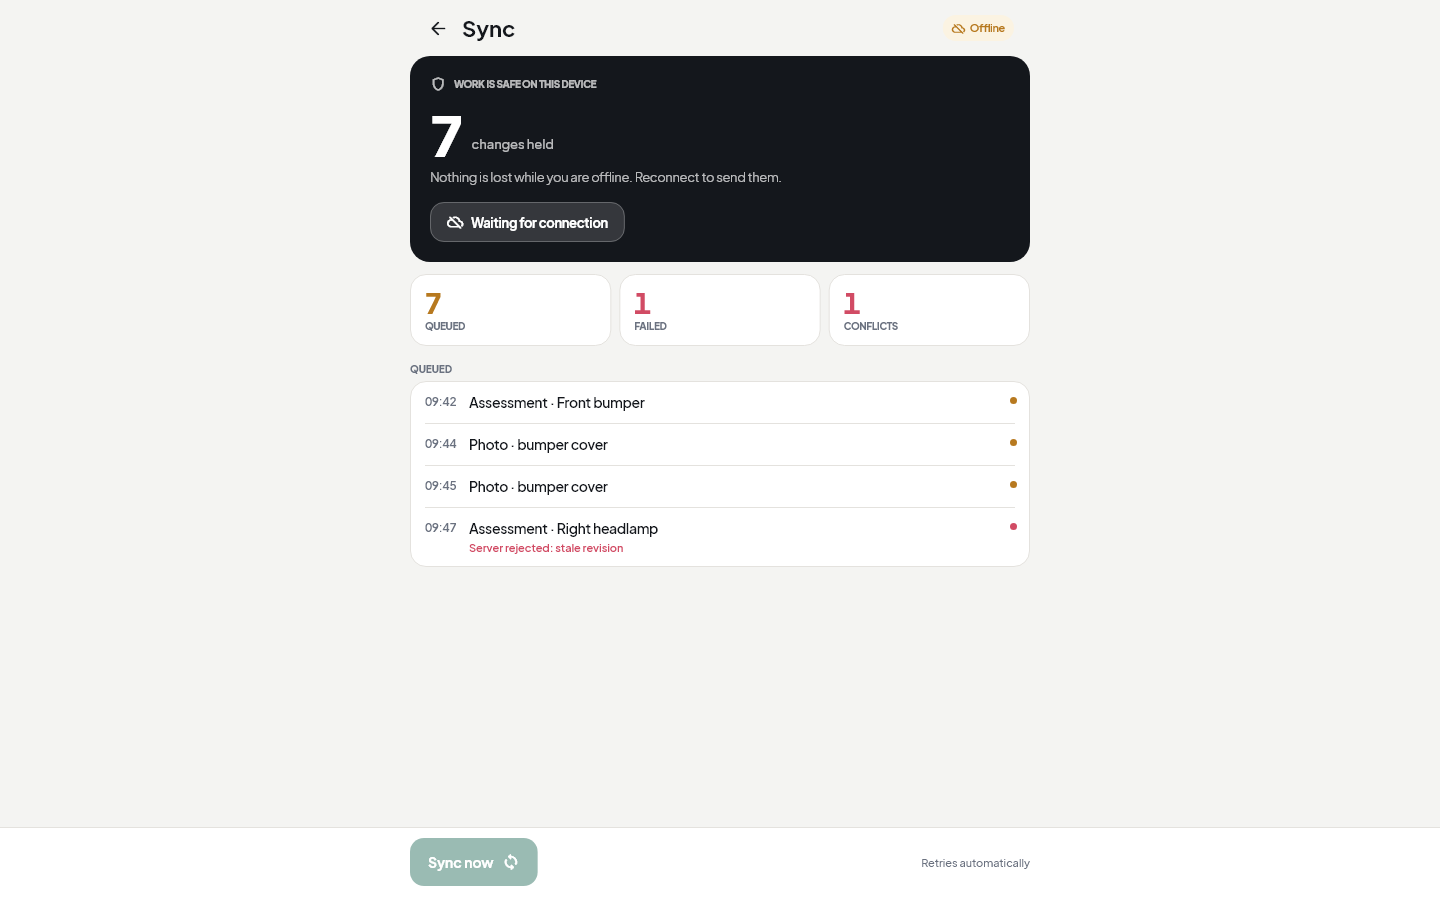 Sync
Offline
WORK IS SAFE ON THIS DEVICE
7 changes held
Nothing is lost while you are offline. Reconnect to send them.
Waiting for connection
7
QUEUED
1
FAILED
1
CONFLICTS
QUEUED
09:42 Assessment · Front bumper
09:44 Photo · bumper cover
09:45 Photo · bumper cover
09:47 Assessment · Right headlamp
Server rejected: stale revision
Sync now
Retries automatically